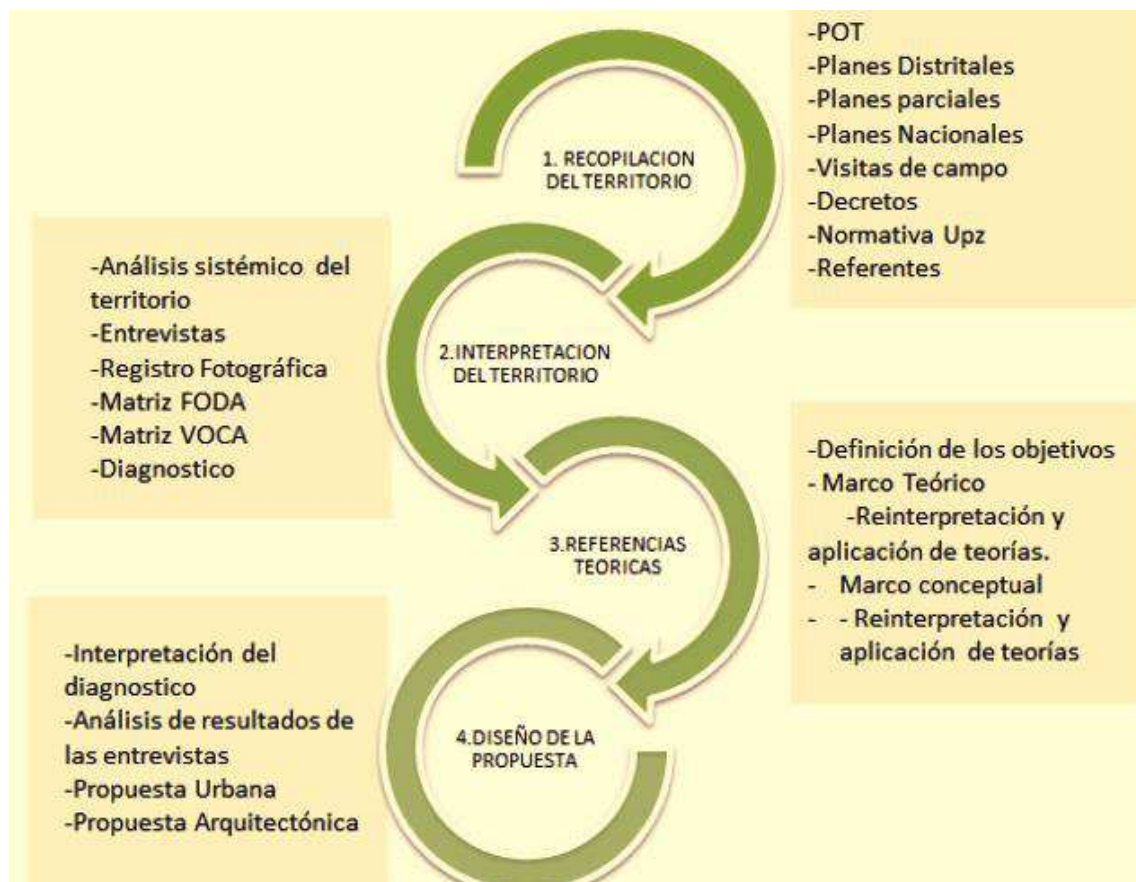 1. RECOPILACION
DEL TERRITORIO
-POT
-Planes Distritales
-Planes parciales
-Planes Nacionales
-Visitas de campo
-Decretos
-Normativa Upz
-Referentes
2.INTERPRETACION
DEL TERRITORIO
-Análisis sistémico del
territorio
-Entrevistas
-Registro Fotográfica
-Matriz FODA
-Matriz VOCA
-Diagnostico
3.REFERENCIAS
TEORICAS
-Definición de los objetivos
- Marco Teórico
-Reinterpretación y
aplicación de teorías.
- Marco conceptual
- - Reinterpretación y
aplicación de teorías
4.DISEÑO DE LA
PROPUESTA
-Interpretación del
diagnostico
-Análisis de resultados de
las entrevistas
-Propuesta Urbana
-Propuesta Arquitectónica